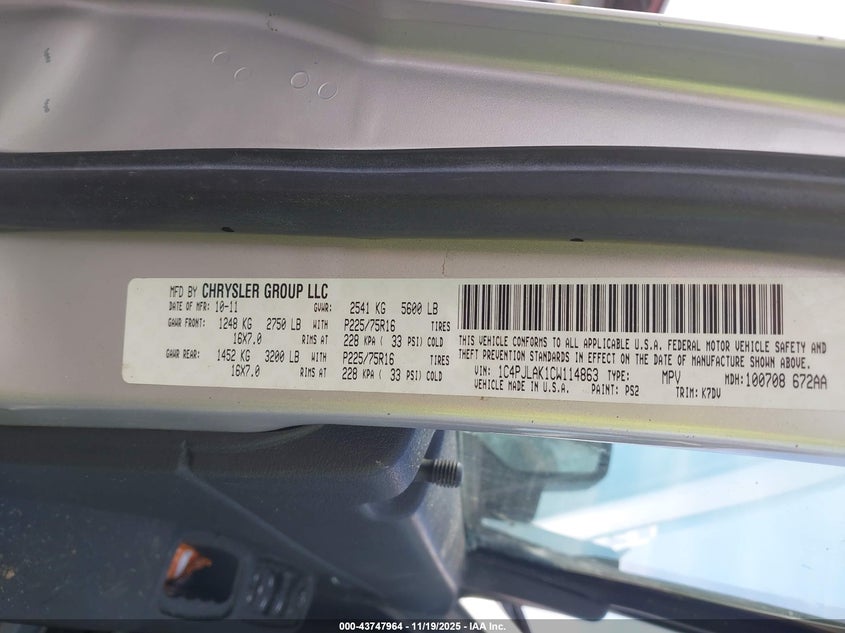 MFD BY CHRYSLER GROUP LLC
DATE OF MFR: 10-11 GVWR: 2541 KG 5600 LB
GAWR FRONT: 1248 KG 2750 LB WITH P225/75R16 TIRES
16X7.0 RIMS AT 228 KPA ( 33 PSI) COLD
GAWR REAR: 1452 KG 3200 LB WITH P225/75R16 TIRES
16X7.0 RIMS AT 228 KPA ( 33 PSI) COLD
THIS VEHICLE CONFORMS TO ALL APPLICABLE U.S.A. FEDERAL MOTOR VEHICLE SAFETY AND
THEFT PREVENTION STANDARDS IN EFFECT ON THE DATE OF MANUFACTURE SHOWN ABOVE.
VIN: 1C4PJLAK1CW114863 TYPE: MPV MDH: 100708 672AA
VEHICLE MADE IN U.S.A. PAINT: PS2 TRIM: K7DV
000-43747964 - 11/19/2025 - IAA Inc.